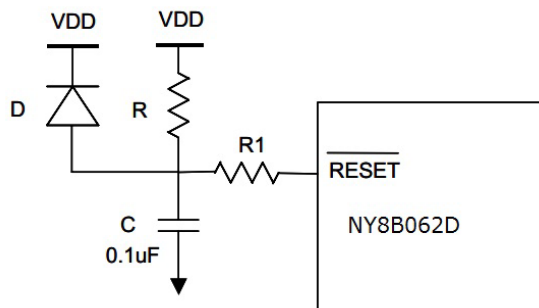 VDD VDD
D R
R1
RESET
C
0.1uF
NY8B062D